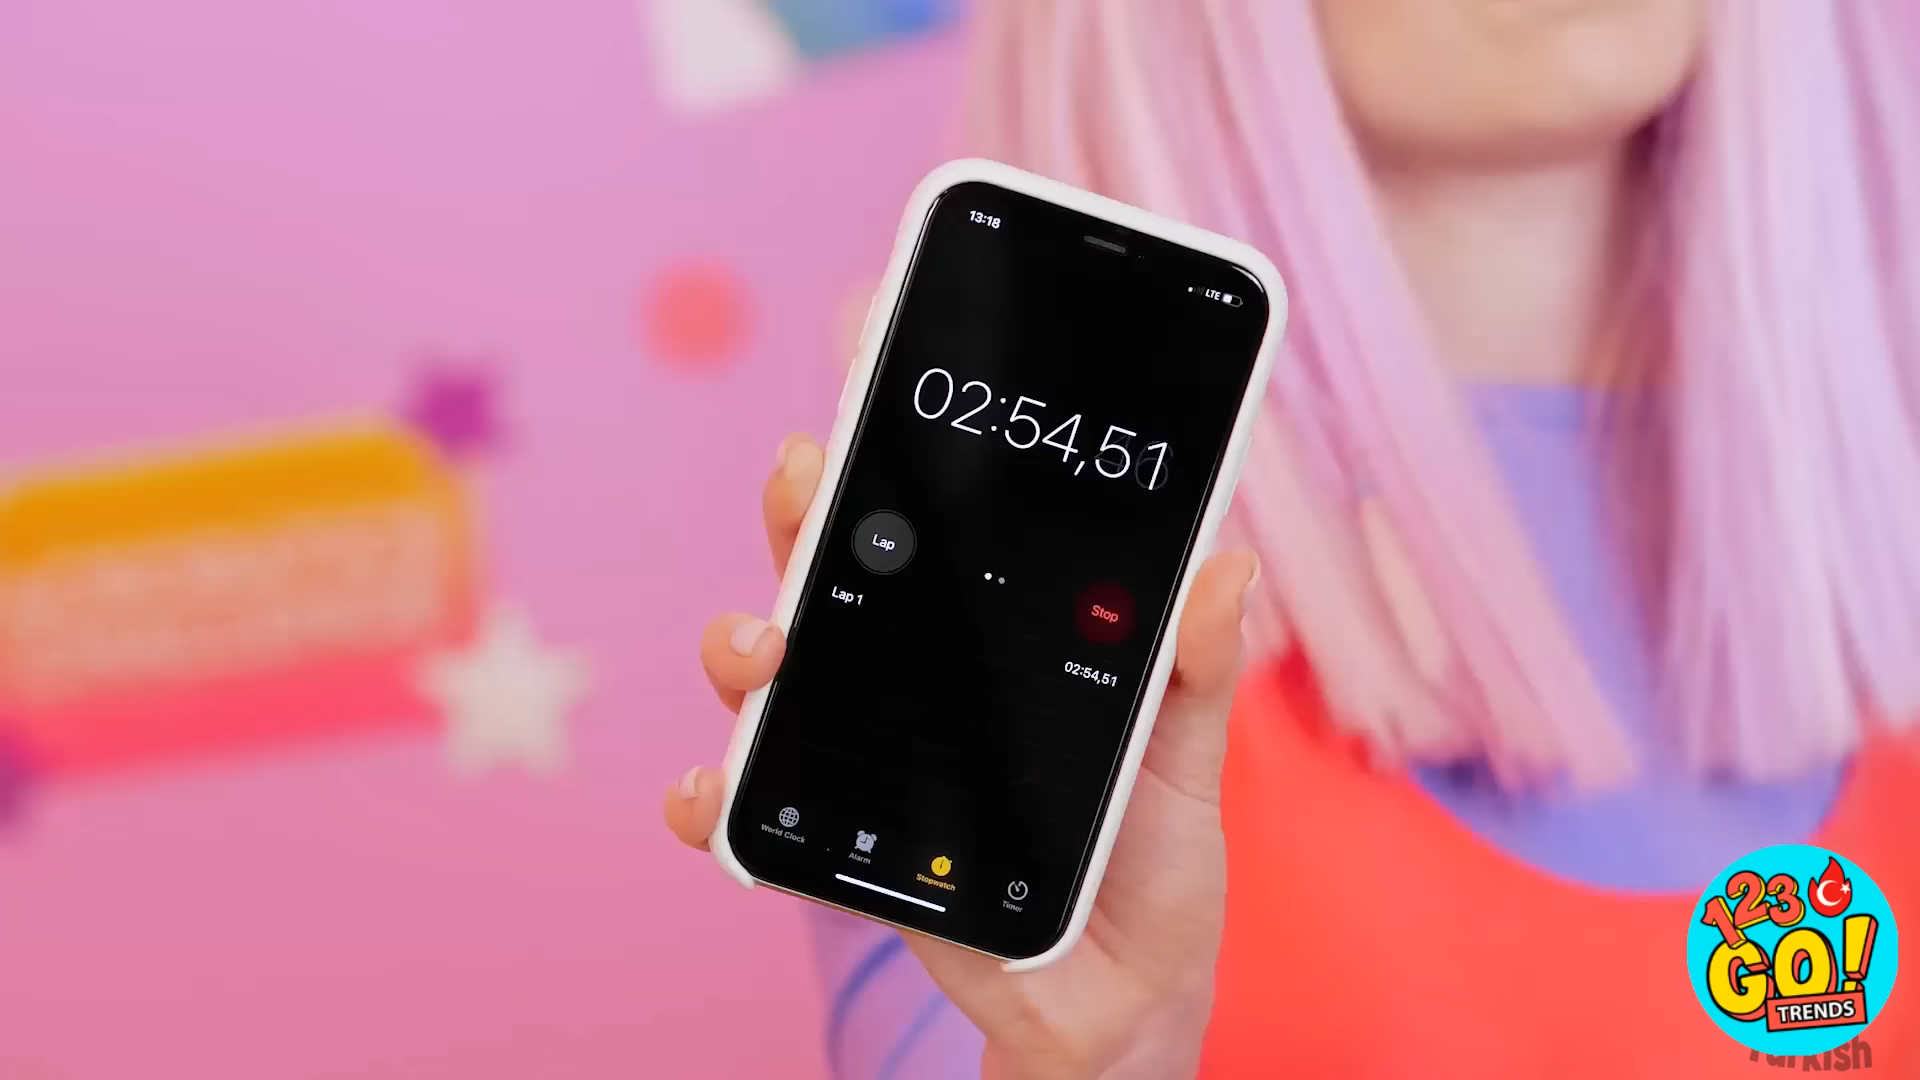 13:18
LTE
02:54,51
Lap
Stop
Lap 1
02:54,51
World Clock
Alarm
Stopwatch
Timer
123
GO!
TRENDS
Turkish